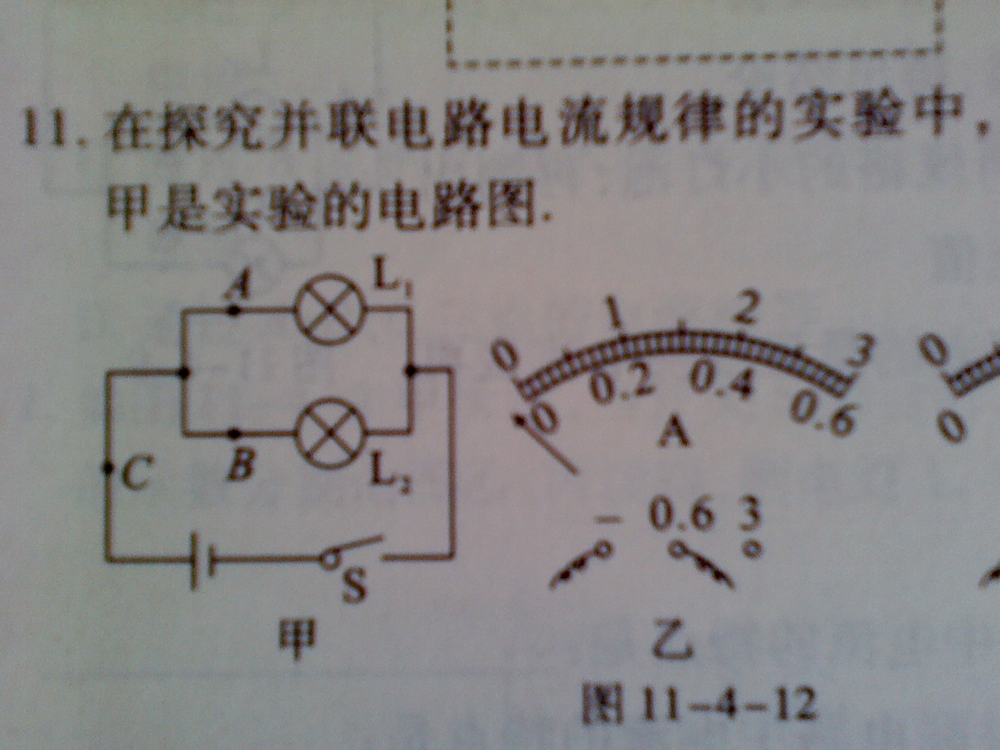 11. 在探究并联电路电流规律的实验中，
甲是实验的电路图.
A L₁
B L₂
C
S
甲
0 1 2 3
0 0.2 0.4 0.6
A
− 0.6 3
乙
0
0
图 11-4-12